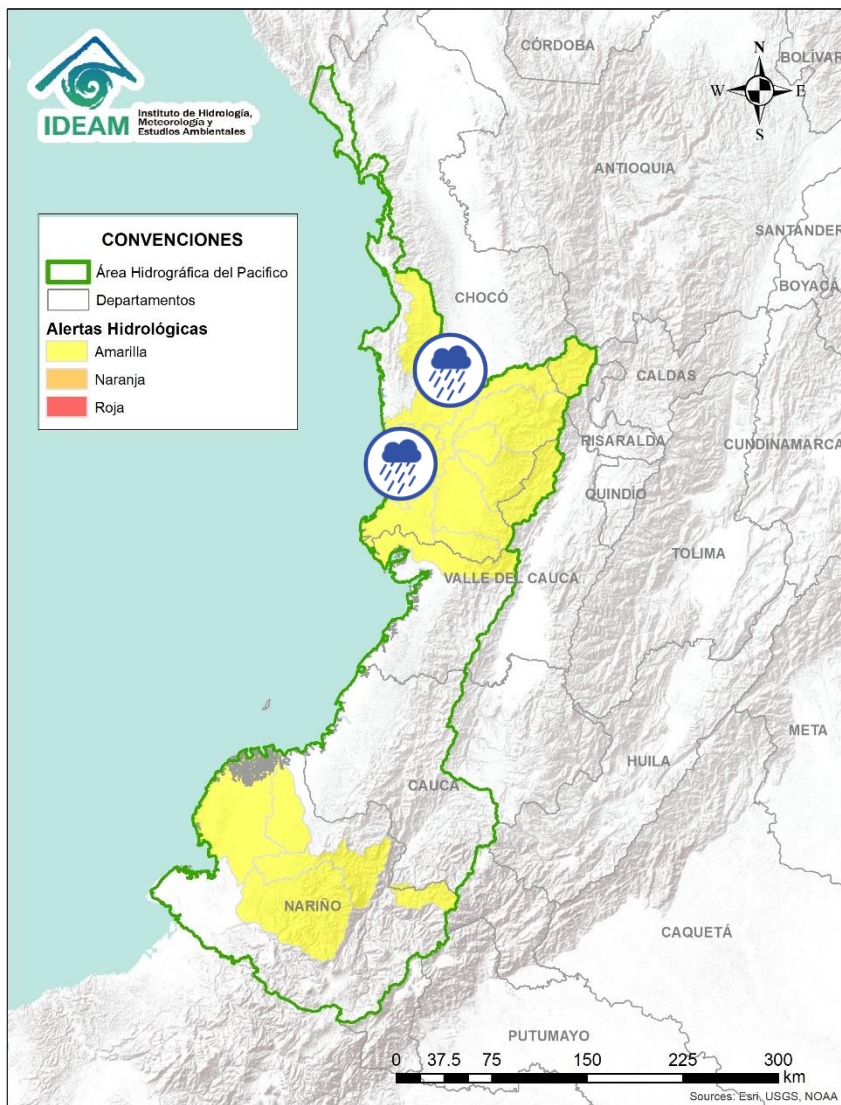 IDEAM
Instituto de Hidrología,
Meteorología y
Estudios Ambientales
N
W
E
S
CÓRDOBA
BOLÍVAR
ANTIOQUIA
SANTANDER
BOYACÁ
CONVENCIONES
Área Hidrográfica del Pacifico
Departamentos
Alertas Hidrológicas
Amarilla
Naranja
Roja
CHOCÓ
CALDAS
RISARALDA
CUNDINAMARCA
QUINDÍO
TOLIMA
VALLE DEL CAUCA
META
HUILA
CAUCA
NARIÑO
CAQUETÁ
PUTUMAYO
0 37.5 75 150 225 300
km
Sources: Esri, USGS, NOAA